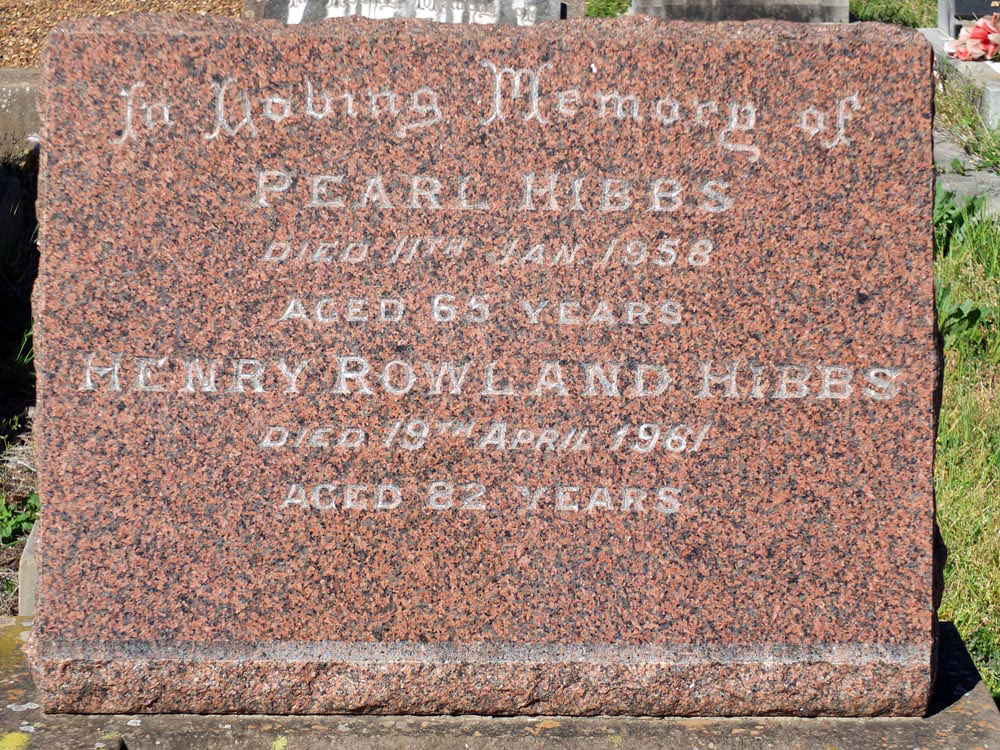 In Loving Memory of
PEARL HIBBS
DIED 11TH JAN 1958
AGED 65 YEARS
HENRY ROWLAND HIBBS
DIED 19TH APRIL 1961
AGED 82 YEARS